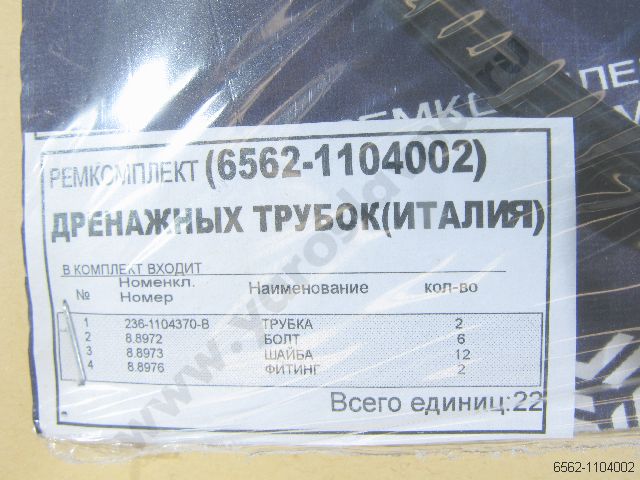 РЕМКОМПЛЕКТ (6562-1104002)
ДРЕНАЖНЫХ ТРУБОК(ИТАЛИЯ)
В КОМПЛЕКТ ВХОДИТ
№ Номенкл. Номер Наименование кол-во
1 236-1104370-В ТРУБКА 2
2 8.8972 БОЛТ 6
3 8.8973 ШАЙБА 12
4 8.8976 ФИТИНГ 2
Всего единиц:22
6562-1104002